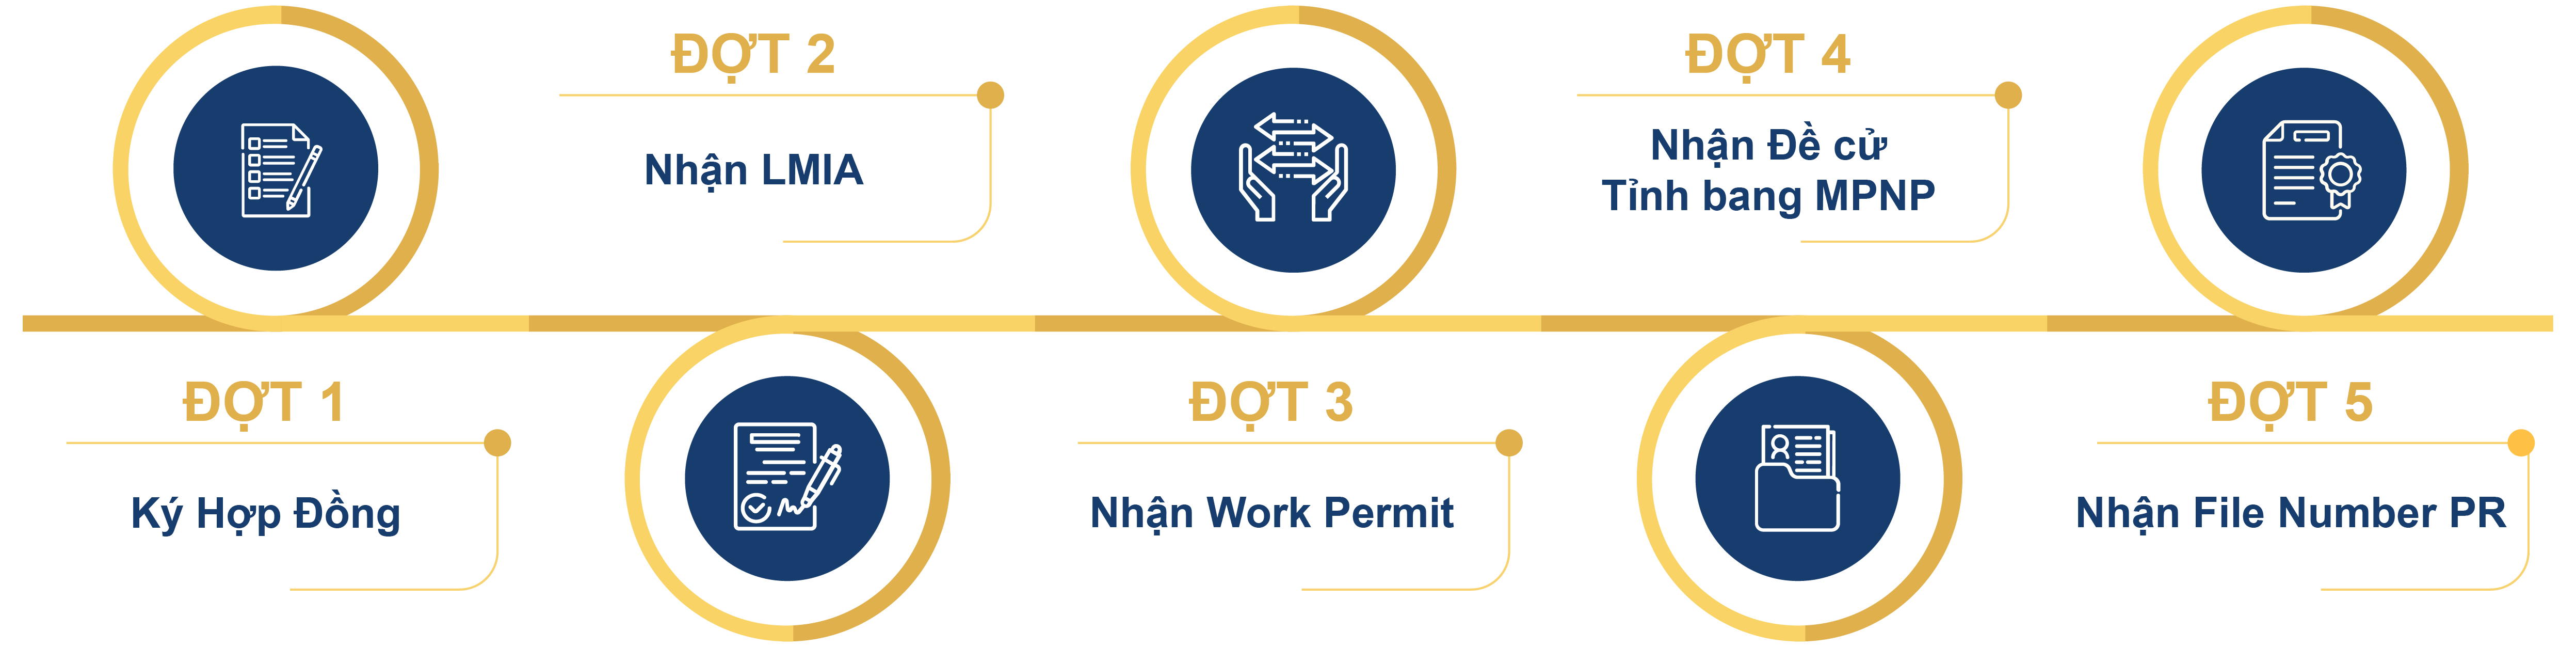 ĐỢT 1
Ký Hợp Đồng
ĐỢT 2
Nhận LMIA
ĐỢT 3
Nhận Work Permit
ĐỢT 4
Nhận Đề cử
Tỉnh bang MPNP
ĐỢT 5
Nhận File Number PR